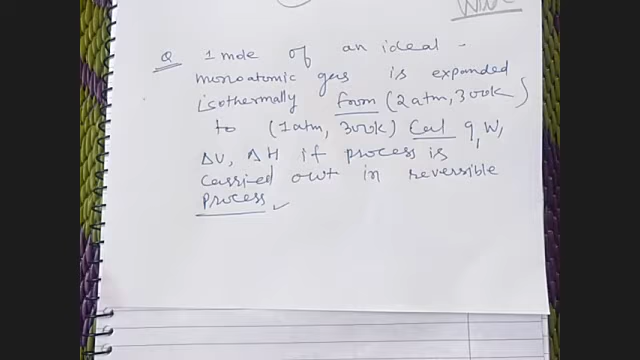 Q 1 mole of an ideal -
monoatomic gas is expanded
isothermally from (2 atm, 300K)
to (1 atm, 300K) Cal q, W,
ΔU, ΔH if process is
carried out in reversible
process